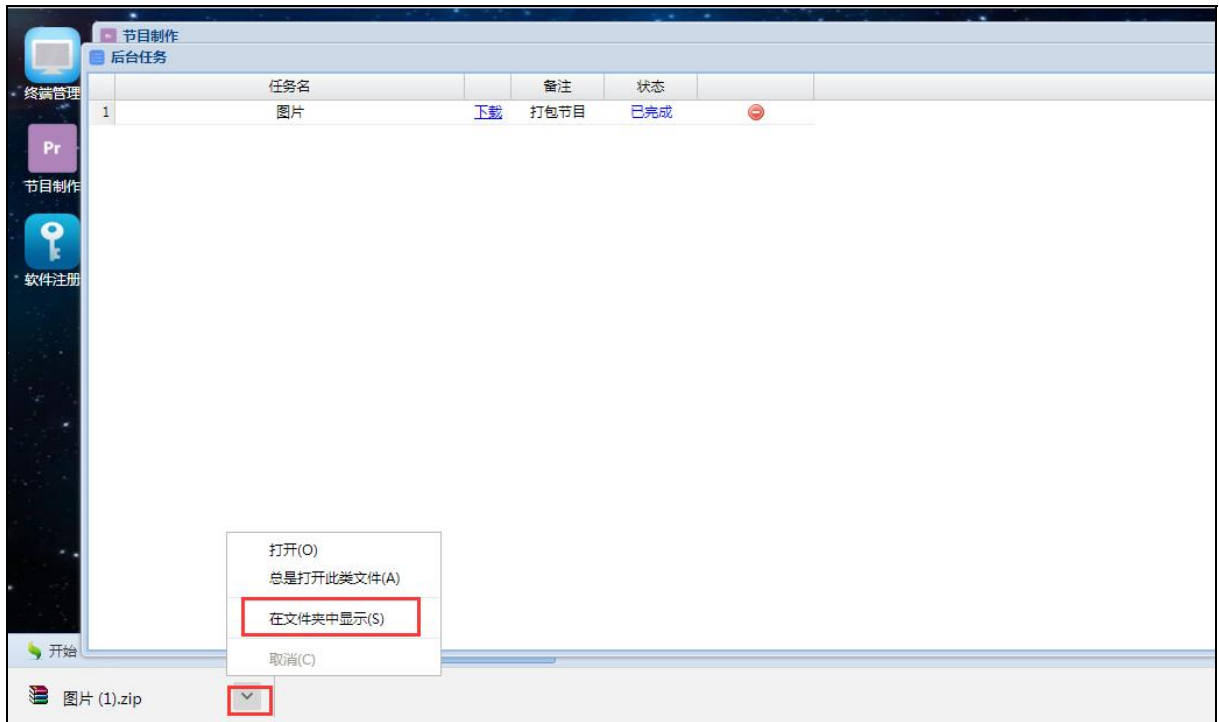 节目制作
后台任务
终端管理
任务名 备注 状态
1 图片 下载 打包节目 已完成
Pr
节目制作
软件注册
打开(O)
总是打开此类文件(A)
在文件夹中显示(S)
取消(C)
开始
图片 (1).zip